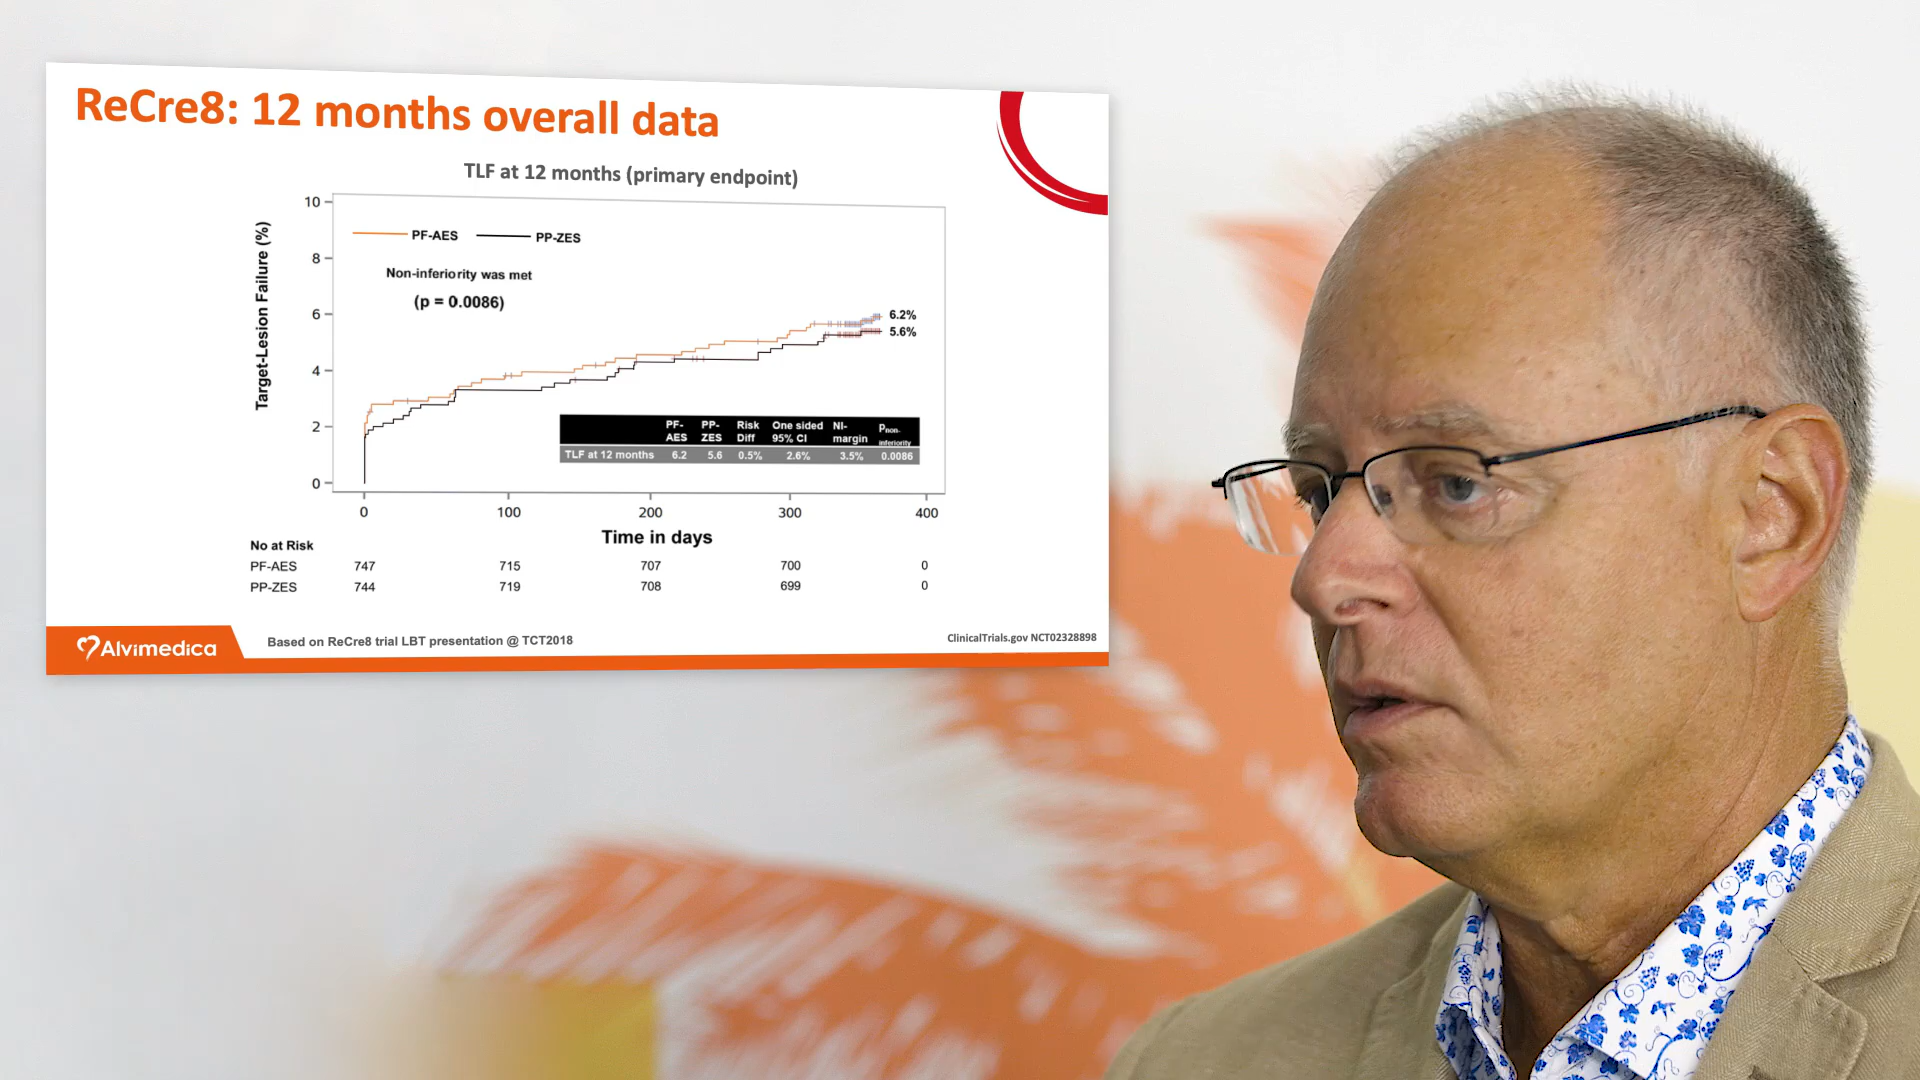 ReCre8: 12 months overall data
TLF at 12 months (primary endpoint)
Target-Lesion Failure (%)
10
8
6
4
2
0
PF-AES PP-ZES
Non-inferiority was met
(p = 0.0086)
6.2%
5.6%
PF-AES PP-ZES Risk Diff One sided 95% CI NI-margin Pnon-inferiority
TLF at 12 months 6.2 5.6 0.5% 2.6% 3.5% 0.0086
0 100 200 300 400
Time in days
No at Risk
PF-AES 747 715 707 700 0
PP-ZES 744 719 708 699 0
Alvimedica
Based on ReCre8 trial LBT presentation @ TCT2018
ClinicalTrials.gov NCT02328898